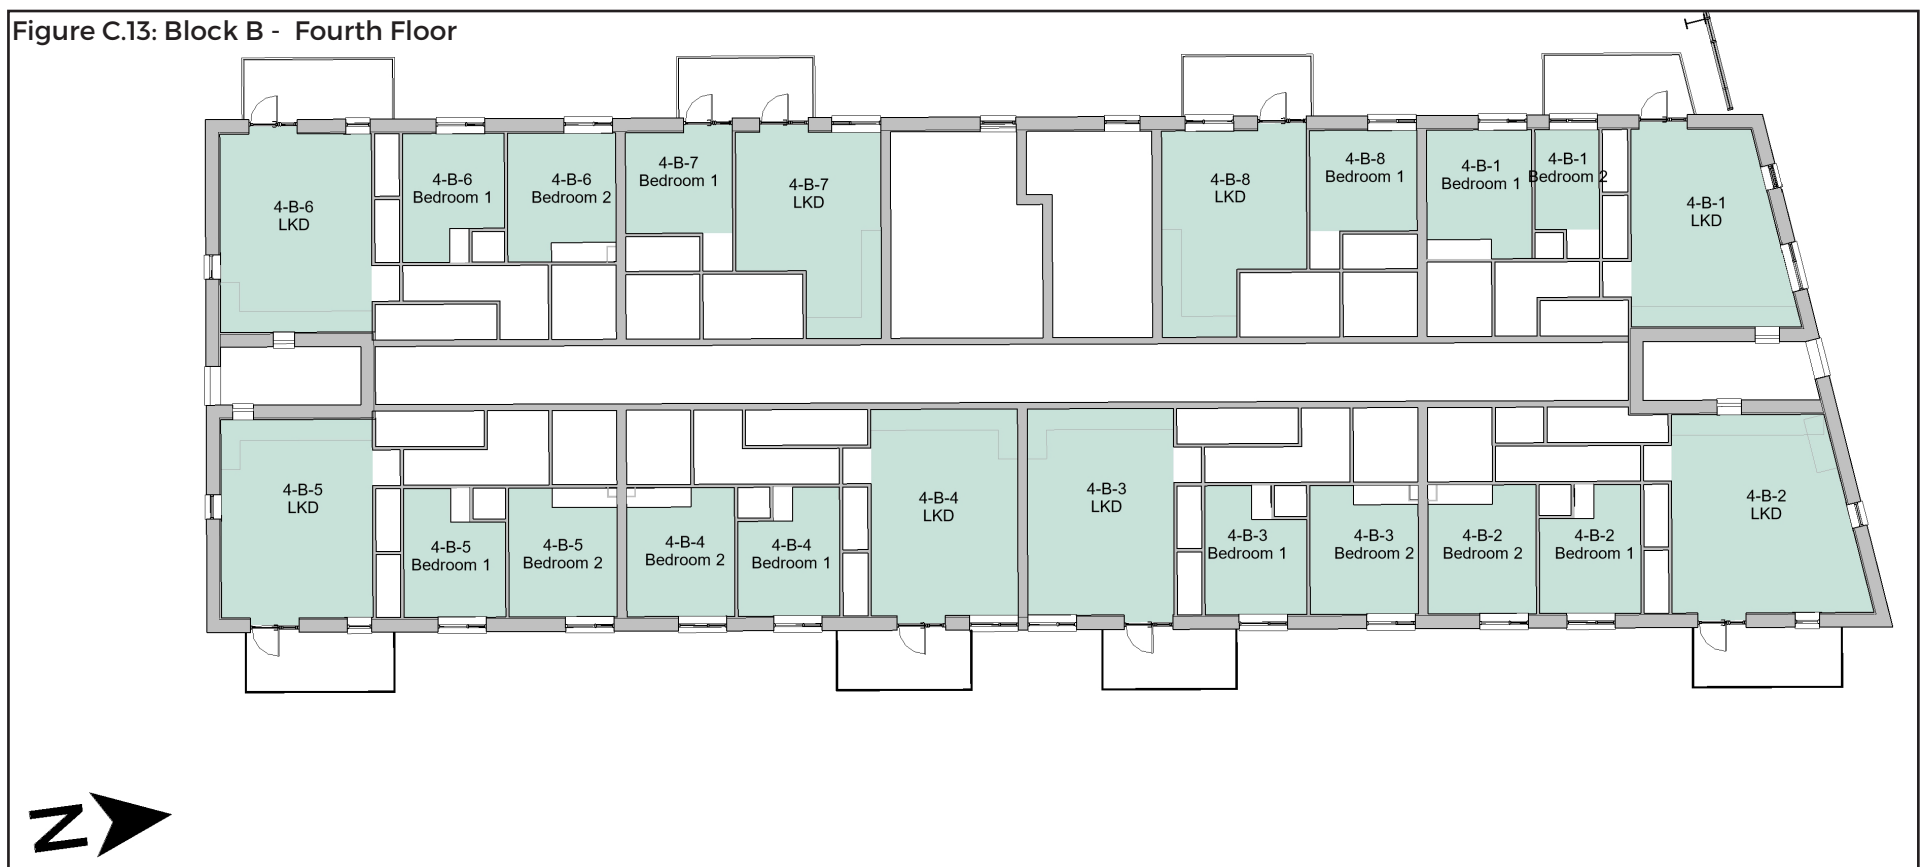 Figure C.13: Block B - Fourth Floor
4-B-6
LKD
4-B-6
Bedroom 1
4-B-6
Bedroom 2
4-B-7
Bedroom 1
4-B-7
LKD
4-B-8
LKD
4-B-8
Bedroom 1
4-B-1
Bedroom 1
4-B-1
Bedroom 2
4-B-1
LKD
4-B-5
LKD
4-B-5
Bedroom 1
4-B-5
Bedroom 2
4-B-4
Bedroom 2
4-B-4
Bedroom 1
4-B-4
LKD
4-B-3
LKD
4-B-3
Bedroom 1
4-B-3
Bedroom 2
4-B-2
Bedroom 2
4-B-2
Bedroom 1
4-B-2
LKD
N